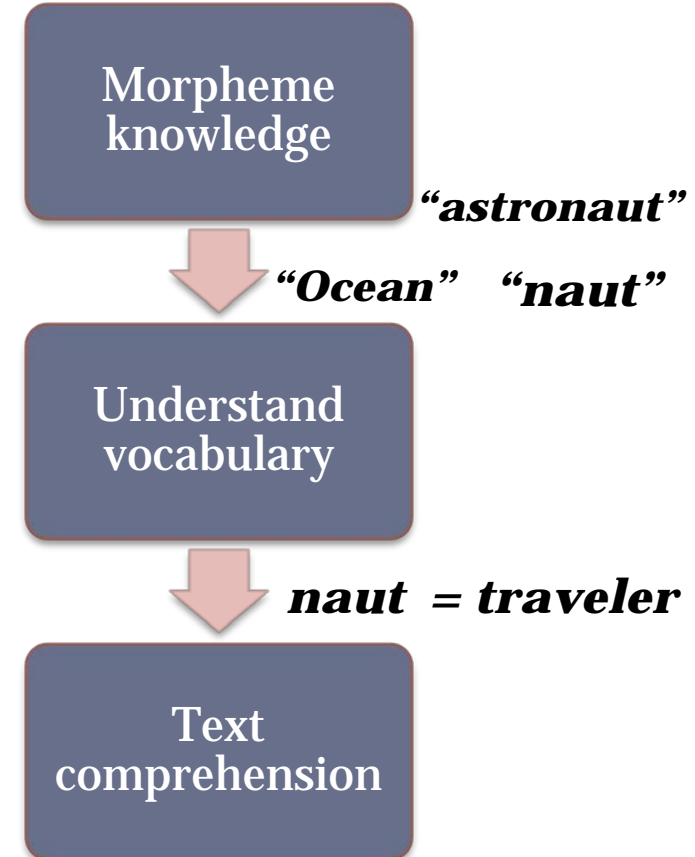 Morpheme
knowledge
“astronaut”
“Ocean” “naut”
Understand
vocabulary
naut = traveler
Text
comprehension